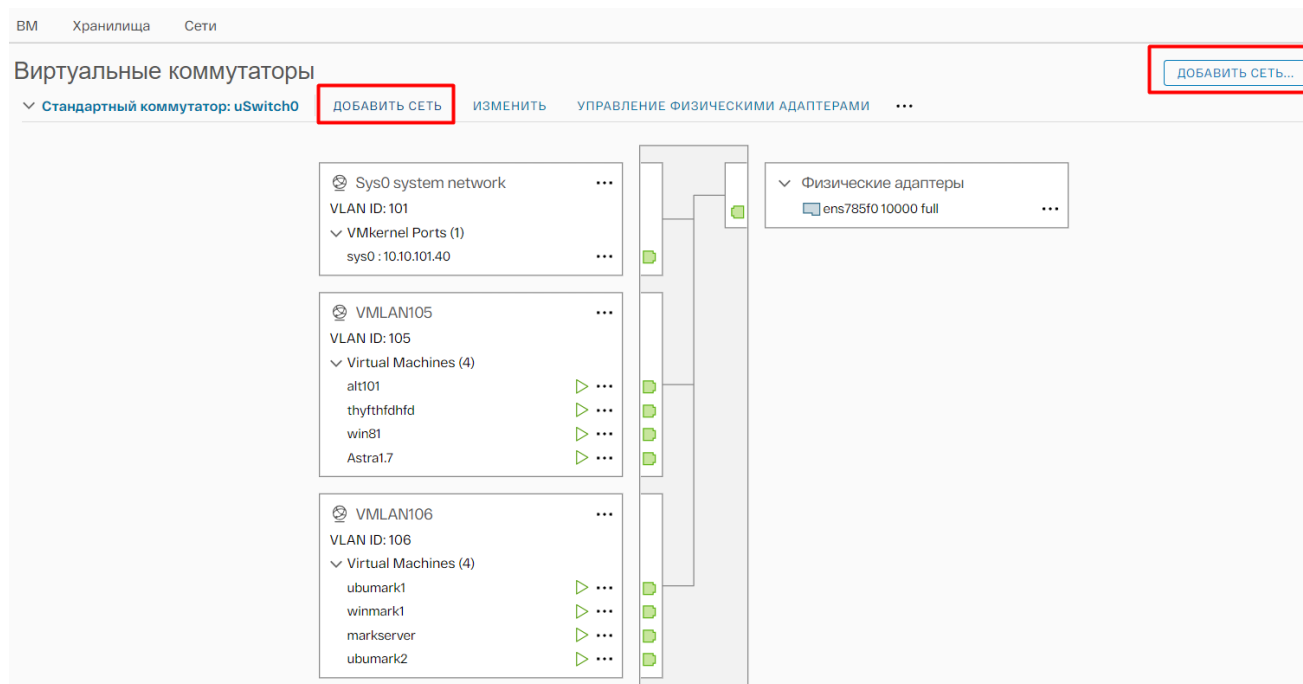 ВМ Хранилища Сети
Виртуальные коммутаторы
ДОБАВИТЬ СЕТЬ...
Стандартный коммутатор: uSwitch0 ДОБАВИТЬ СЕТЬ ИЗМЕНИТЬ УПРАВЛЕНИЕ ФИЗИЧЕСКИМИ АДАПТЕРАМИ ...
Sys0 system network ...
VLAN ID: 101
VMkernel Ports (1)
sys0 : 10.10.101.40 ...
Физические адаптеры
ens785f0 10000 full ...
VMLAN105 ...
VLAN ID: 105
Virtual Machines (4)
alt101 ...
thyfthfdhfd ...
win81 ...
Astra1.7 ...
VMLAN106 ...
VLAN ID: 106
Virtual Machines (4)
ubumark1 ...
winmark1 ...
markserver ...
ubumark2 ...